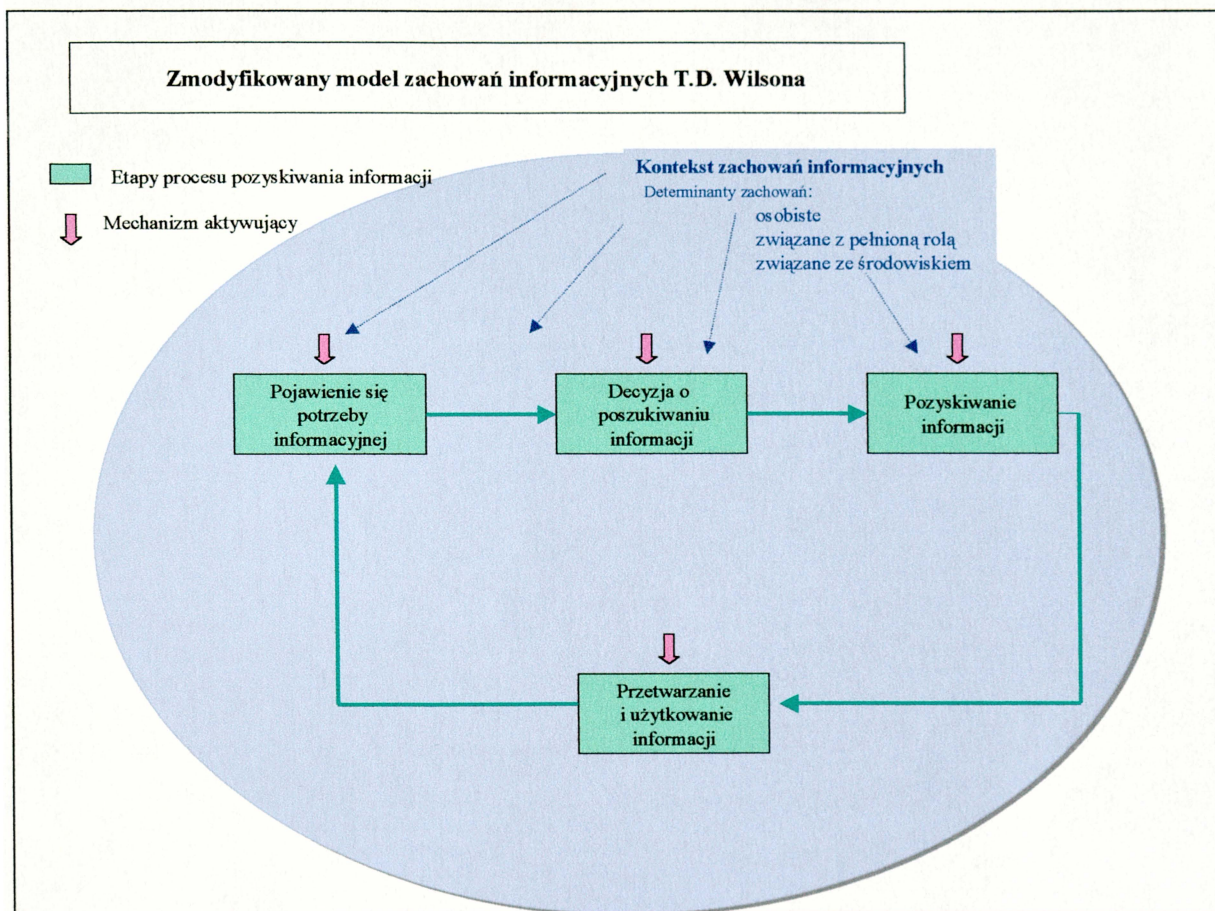 Zmodyfikowany model zachowań informacyjnych T.D. Wilsona
Etapy procesu pozyskiwania informacji
Mechanizm aktywujący
Kontekst zachowań informacyjnych
Determinanty zachowań:
osobiste
związane z pełnioną rolą
związane ze środowiskiem
Pojawienie się
potrzeby
informacyjnej
Decyzja o
poszukiwaniu
informacji
Pozyskiwanie
informacji
Przetwarzanie
i użytkowanie
informacji